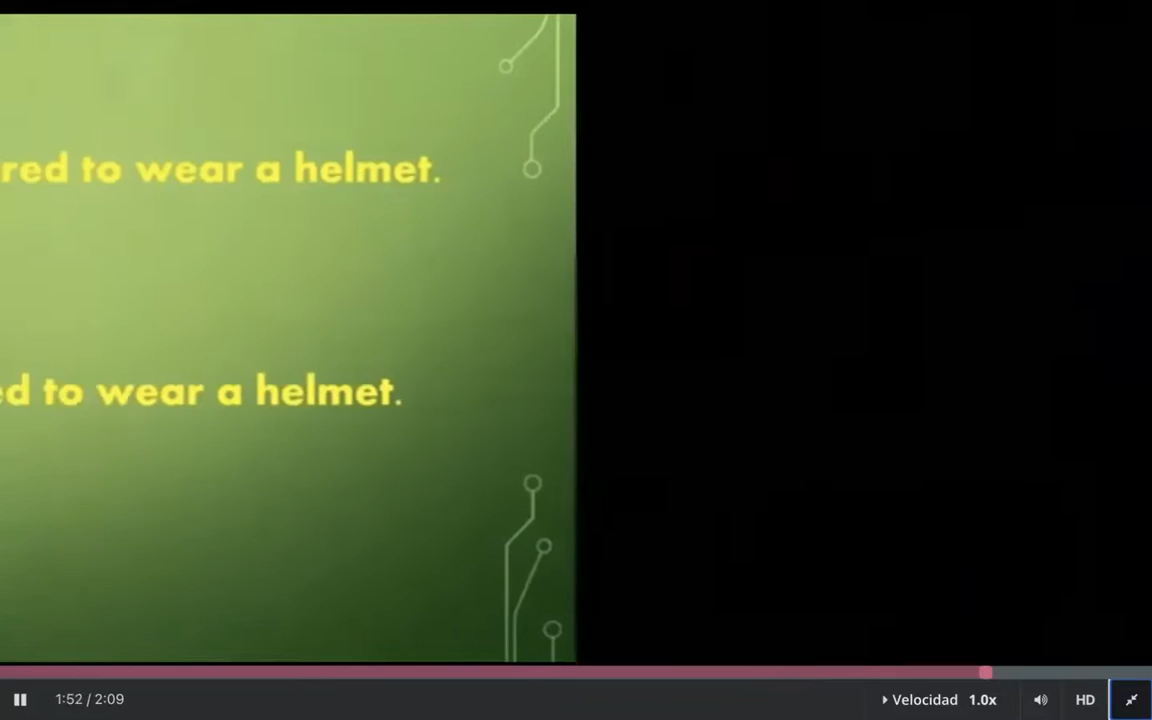 red to wear a helmet.
ed to wear a helmet.
1:52 / 2:09
Velocidad 1.0x
HD